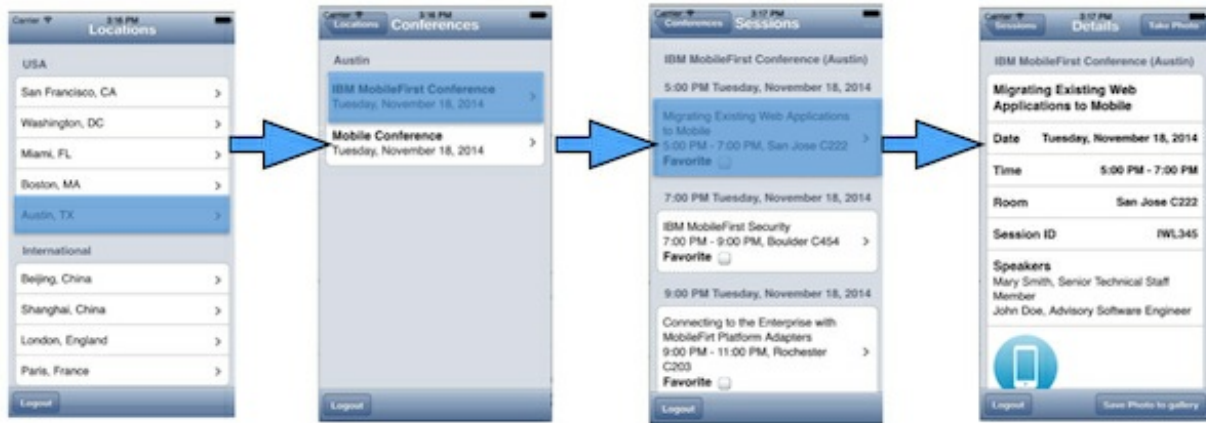 Carrier 3:16 PM
Locations
USA
San Francisco, CA
Washington, DC
Miami, FL
Boston, MA
Austin, TX
International
Beijing, China
Shanghai, China
London, England
Paris, France
Logout
Carrier 3:16 PM
Locations Conferences
Austin
IBM MobileFirst Conference
Tuesday, November 18, 2014
Mobile Conference
Tuesday, November 18, 2014
Logout
Carrier 3:17 PM
Conferences Sessions
IBM MobileFirst Conference (Austin)
5:00 PM Tuesday, November 18, 2014
Migrating Existing Web Applications
to Mobile
5:00 PM - 7:00 PM, San Jose C222
Favorite
7:00 PM Tuesday, November 18, 2014
IBM MobileFirst Security
7:00 PM - 9:00 PM, Boulder C454
Favorite
9:00 PM Tuesday, November 18, 2014
Connecting to the Enterprise with
MobileFirt Platform Adapters
9:00 PM - 11:00 PM, Rochester
C203
Favorite
Logout
Carrier 3:17 PM
Sessions Details Take Photo
IBM MobileFirst Conference (Austin)
Migrating Existing Web
Applications to Mobile
Date Tuesday, November 18, 2014
Time 5:00 PM - 7:00 PM
Room San Jose C222
Session ID IWL345
Speakers
Mary Smith, Senior Technical Staff
Member
John Doe, Advisory Software Engineer
Logout Save Photo to gallery